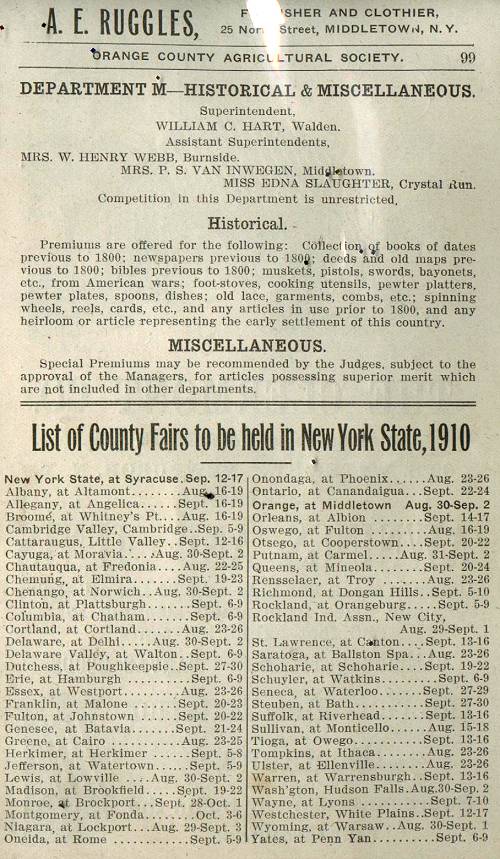 A. E. RUGGLES, FURNISHER AND CLOTHIER,
25 North Street, MIDDLETOWN, N. Y.
ORANGE COUNTY AGRICULTURAL SOCIETY. 99
DEPARTMENT M—HISTORICAL & MISCELLANEOUS.
Superintendent,
WILLIAM C. HART, Walden.
Assistant Superintendents,
MRS. W. HENRY WEBB, Burnside.
MRS. P. S. VAN INWEGEN, Middletown.
MISS EDNA SLAUGHTER, Crystal Run.
Competition in this Department is unrestricted.
Historical.
Premiums are offered for the following: Collection of books of dates
previous to 1800; newspapers previous to 1800; deeds and old maps pre-
vious to 1800; bibles previous to 1800; muskets, pistols, swords, bayonets,
etc., from American wars; foot-stoves, cooking utensils, pewter platters,
pewter plates, spoons, dishes; old lace, garments, combs, etc.; spinning
wheels, reels, cards, etc., and any articles in use prior to 1800, and any
heirloom or article representing the early settlement of this country.
MISCELLANEOUS.
Special Premiums may be recommended by the Judges, subject to the
approval of the Managers, for articles possessing superior merit which
are not included in other departments.
List of County Fairs to be held in New York State, 1910
New York State, at Syracuse. Sep. 12-17
Albany, at Altamont........Aug. 16-19
Allegany, at Angelica......Sept. 16-19
Broome, at Whitney's Pt....Aug. 16-19
Cambridge Valley, Cambridge..Sep. 5-9
Cattaraugus, Little Valley..Sept. 12-16
Cayuga, at Moravia.....Aug. 30-Sept. 2
Chautauqua, at Fredonia....Aug. 22-25
Chemung, at Elmira.......Sept. 19-23
Chenango, at Norwich..Aug. 30-Sept. 2
Clinton, at Plattsburgh......Sept. 6-9
Columbia, at Chatham.......Sept. 6-9
Cortland, at Cortland.......Aug. 23-26
Delaware, at Delhi.....Aug. 30-Sept. 2
Delaware Valley, at Walton..Sept. 6-9
Dutchess, at Poughkeepsie..Sept. 27-30
Erie, at Hamburgh ..........Sept. 6-9
Essex, at Westport.........Aug. 23-26
Franklin, at Malone .......Sept. 20-23
Fulton, at Johnstown ......Sept. 20-22
Genesee, at Batavia........Sept. 21-24
Greene, at Cairo ...........Aug. 23-25
Herkimer, at Herkimer ......Sept. 5-8
Jefferson, at Watertown.....Sept. 5-9
Lewis, at Lowville ....Aug. 30-Sept. 2
Madison, at Brookfield.....Sept. 19-22
Monroe, at Brockport...Sept. 28-Oct. 1
Montgomery, at Fonda........Oct. 3-6
Niagara, at Lockport...Aug. 29-Sept. 3
Oneida, at Rome ............Sept. 5-9
Onondaga, at Phoenix......Aug. 23-26
Ontario, at Canandaigua...Sept. 22-24
Orange, at Middletown Aug. 30-Sep. 2
Orleans, at Albion ........Sept. 14-17
Oswego, at Fulton .........Aug. 16-19
Otsego, at Cooperstown....Sept. 20-22
Putnam, at Carmel.....Aug. 31-Sept. 2
Queens, at Mineola........Sept. 20-24
Rensselaer, at Troy .......Aug. 23-26
Richmond, at Dongan Hills..Sept. 5-10
Rockland, at Orangeburg.....Sept. 5-9
Rockland Ind. Assn., New City,
Aug. 29-Sept. 1
St. Lawrence, at Canton....Sept. 13-16
Saratoga, at Ballston Spa...Aug. 23-26
Schoharie, at Schoharie....Sept. 19-22
Schuyler, at Watkins.........Sept. 6-9
Seneca, at Waterloo.......Sept. 27-29
Steuben, at Bath..........Sept. 27-30
Suffolk, at Riverhead......Sept. 13-16
Sullivan, at Monticello.....Aug. 15-18
Tioga, at Owego...........Sept. 13-16
Tompkins, at Ithaca........Aug. 23-26
Ulster, at Ellenville........Aug. 23-26
Warren, at Warrensburgh..Sept. 13-16
Wash'gton, Hudson Falls.Aug.30-Sep. 2
Wayne, at Lyons ...........Sept. 7-10
Westchester, White Plains..Sept. 12-17
Wyoming, at Warsaw...Aug. 30-Sept. 1
Yates, at Penn Yan..........Sept. 6-9